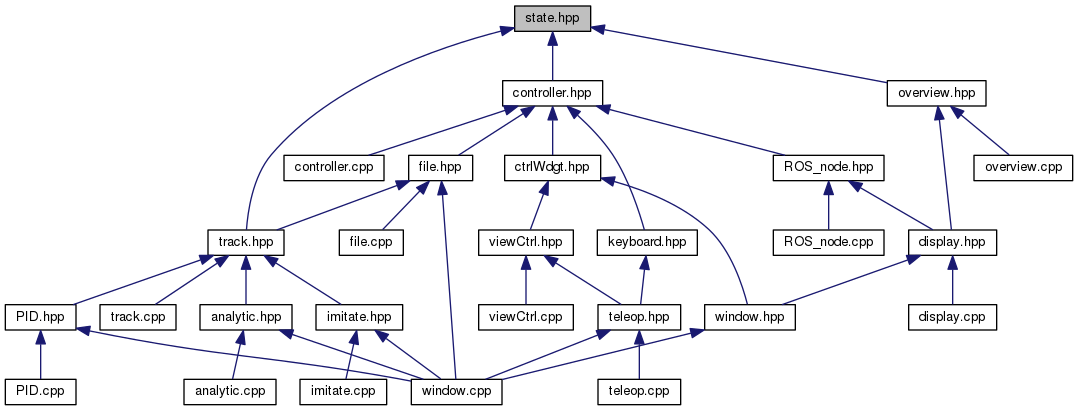 state.hpp
controller.hpp
overview.hpp
controller.cpp
file.hpp
ctrlWdgt.hpp
ROS_node.hpp
overview.cpp
track.hpp
file.cpp
viewCtrl.hpp
keyboard.hpp
ROS_node.cpp
display.hpp
PID.hpp
track.cpp
analytic.hpp
imitate.hpp
viewCtrl.cpp
teleop.hpp
window.hpp
display.cpp
PID.cpp
analytic.cpp
imitate.cpp
window.cpp
teleop.cpp